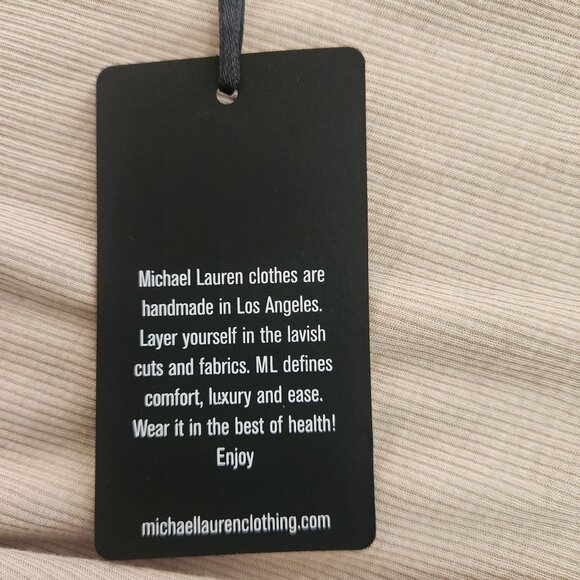 Michael Lauren clothes are
handmade in Los Angeles.
Layer yourself in the lavish
cuts and fabrics. ML defines
comfort, luxury and ease.
Wear it in the best of health!
Enjoy
michaellaurenclothing.com